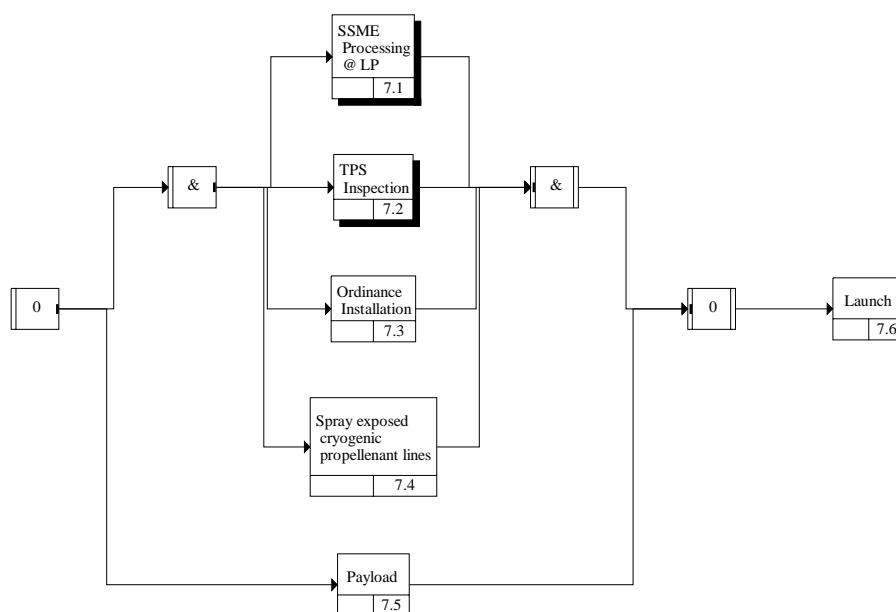 SSME
Processing
@ LP
7.1
&
TPS
Inspection
7.2
&
0
Ordinance
Installation
7.3
0
Launch
7.6
Spray exposed
cryogenic
propellenant lines
7.4
Payload
7.5